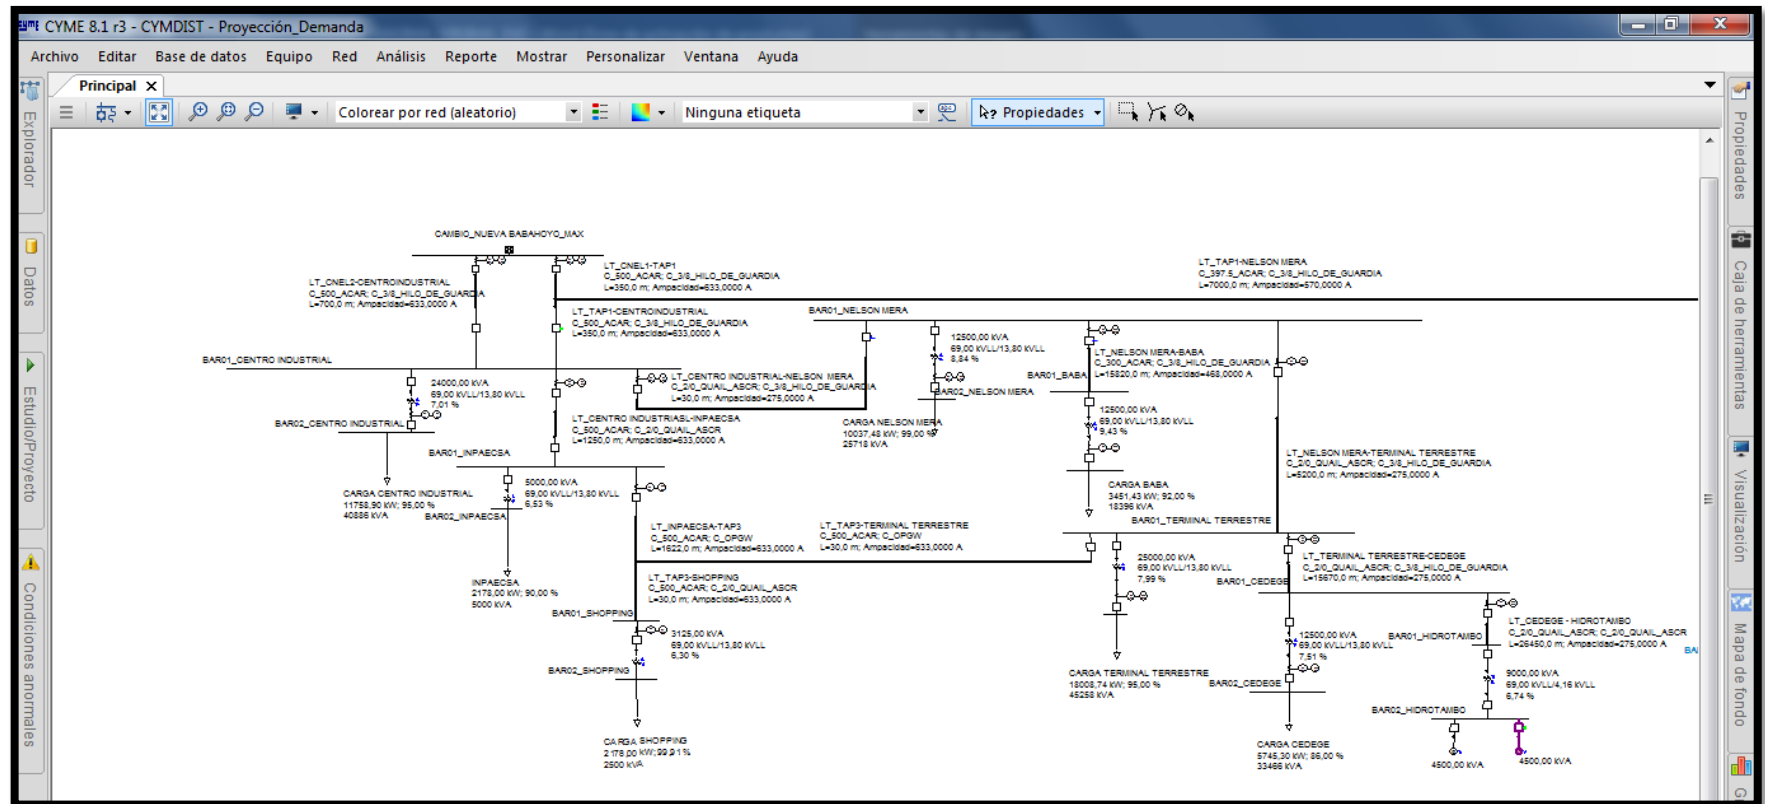 CYME CYME 8.1 r3 - CYMDIST - Proyección_Demanda
Archivo Editar Base de datos Equipo Red Análisis Reporte Mostrar Personalizar Ventana Ayuda
Principal
Colorear por red (aleatorio) Ninguna etiqueta Propiedades
Explorador
Datos
Estudio/Proyecto
Condiciones anormales
Propiedades
Caja de herramientas
Visualización
Mapa de fondo
G
CAMBIO_NUEVA BABAHOYO_MAX
LT_CNEL1-TAP1
C_500_ACAR; C_3/8_HILO_DE_GUARDIA
L=350,0 m; Ampacidad=633,0000 A
LT_TAP1-NELSON MERA
C_397.5_ACAR; C_3/8_HILO_DE_GUARDIA
L=7000,0 m; Ampacidad=570,0000 A
LT_CNEL2-CENTROINDUSTRIAL
C_500_ACAR; C_3/8_HILO_DE_GUARDIA
L=700,0 m; Ampacidad=633,0000 A
LT_TAP1-CENTROINDUSTRIAL
C_500_ACAR; C_3/8_HILO_DE_GUARDIA
L=350,0 m; Ampacidad=633,0000 A
BAR01_NELSON MERA
12500,00 kVA
69,00 kVLL/13,80 kVLL
8,84 %
LT_NELSON MERA-BABA
C_300_ACAR; C_3/8_HILO_DE_GUARDIA
L=15820,0 m; Ampacidad=468,0000 A
BAR01_CENTRO INDUSTRIAL
24000,00 kVA
69,00 kVLL/13,80 kVLL
7,01 %
LT_CENTRO INDUSTRIAL-NELSON MERA
C_2/0_QUAIL_ASCR; C_3/8_HILO_DE_GUARDIA
L=30,0 m; Ampacidad=275,0000 A
BAR01_BABA
BAR02_NELSON MERA
BAR02_CENTRO INDUSTRIAL
LT_CENTRO INDUSTRIASL-INPAECSA
C_500_ACAR; C_2/0_QUAIL_ASCR
L=1250,0 m; Ampacidad=633,0000 A
CARGA NELSON MERA
10037,48 kW; 99,00 %
25718 kVA
12500,00 kVA
69,00 kVLL/13,80 kVLL
9,43 %
BAR01_INPAECSA
LT_NELSON MERA-TERMINAL TERRESTRE
C_2/0_QUAIL_ASCR; C_3/8_HILO_DE_GUARDIA
L=5200,0 m; Ampacidad=275,0000 A
CARGA CENTRO INDUSTRIAL
11758,90 kW; 95,00 %
40886 kVA
5000,00 kVA
69,00 kVLL/13,80 kVLL
6,53 %
BAR02_INPAECSA
CARGA BABA
3451,43 kW; 92,00 %
18396 kVA
BAR01_TERMINAL TERRESTRE
LT_INPAECSA-TAP3
C_500_ACAR; C_OPGW
L=1622,0 m; Ampacidad=633,0000 A
LT_TAP3-TERMINAL TERRESTRE
C_500_ACAR; C_OPGW
L=30,0 m; Ampacidad=633,0000 A
25000,00 kVA
69,00 kVLL/13,80 kVLL
7,99 %
LT_TERMINAL TERRESTRE-CEDEGE
C_2/0_QUAIL_ASCR; C_3/8_HILO_DE_GUARDIA
L=15670,0 m; Ampacidad=275,0000 A
BAR01_CEDEGE
INPAECSA
2178,00 kW; 90,00 %
5000 kVA
LT_TAP3-SHOPPING
C_500_ACAR; C_2/0_QUAIL_ASCR
L=30,0 m; Ampacidad=633,0000 A
BAR01_SHOPPING
3125,00 kVA
69,00 kVLL/13,80 kVLL
6,30 %
12500,00 kVA
69,00 kVLL/13,80 kVLL
7,51 %
BAR01_HIDROTAMBO
LT_CEDEGE - HIDROTAMBO
C_2/0_QUAIL_ASCR; C_2/0_QUAIL_ASCR
L=26450,0 m; Ampacidad=275,0000 A
BA
BAR02_SHOPPING
CARGA TERMINAL TERRESTRE
18008,74 kW; 95,00 %
45258 kVA
BAR02_CEDEGE
9000,00 kVA
69,00 kVLL/4,16 kVLL
6,74 %
BAR02_HIDROTAMBO
CARGA SHOPPING
2178,00 kW; 99,91 %
2500 kVA
CARGA CEDEGE
5745,30 kW; 86,00 %
33466 kVA
4500,00 kVA
4500,00 kVA